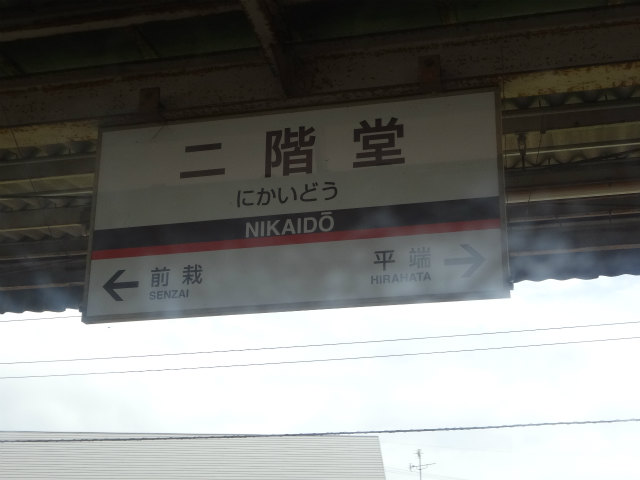 二階堂
にかいどう
NIKAIDŌ
← 前栽 平端 →
SENZAI HIRAHATA